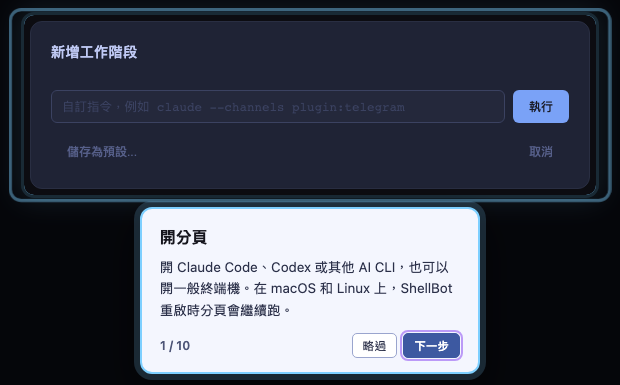 新增工作階段
自訂指令，例如 claude --channels plugin:telegram
執行
儲存為預設...
取消
開分頁
開 Claude Code、Codex 或其他 AI CLI，也可以
開一般終端機。在 macOS 和 Linux 上，ShellBot
重啟時分頁會繼續跑。
1 / 10
略過
下一步